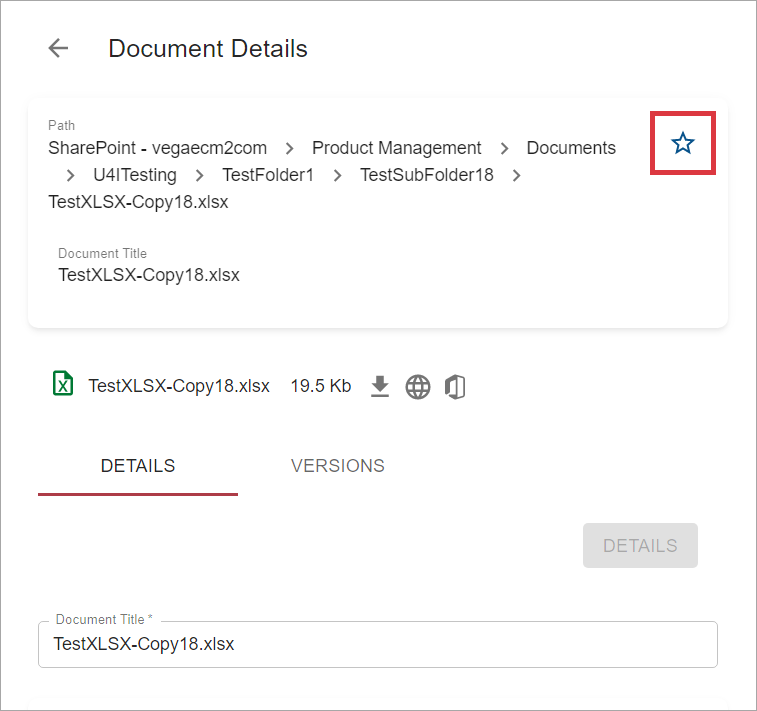 Document Details
Path
SharePoint - vegaecm2com > Product Management > Documents
> U4ITesting > TestFolder1 > TestSubFolder18 >
TestXLSX-Copy18.xlsx
Document Title
TestXLSX-Copy18.xlsx
TestXLSX-Copy18.xlsx 19.5 Kb
DETAILS VERSIONS
DETAILS
Document Title *
TestXLSX-Copy18.xlsx